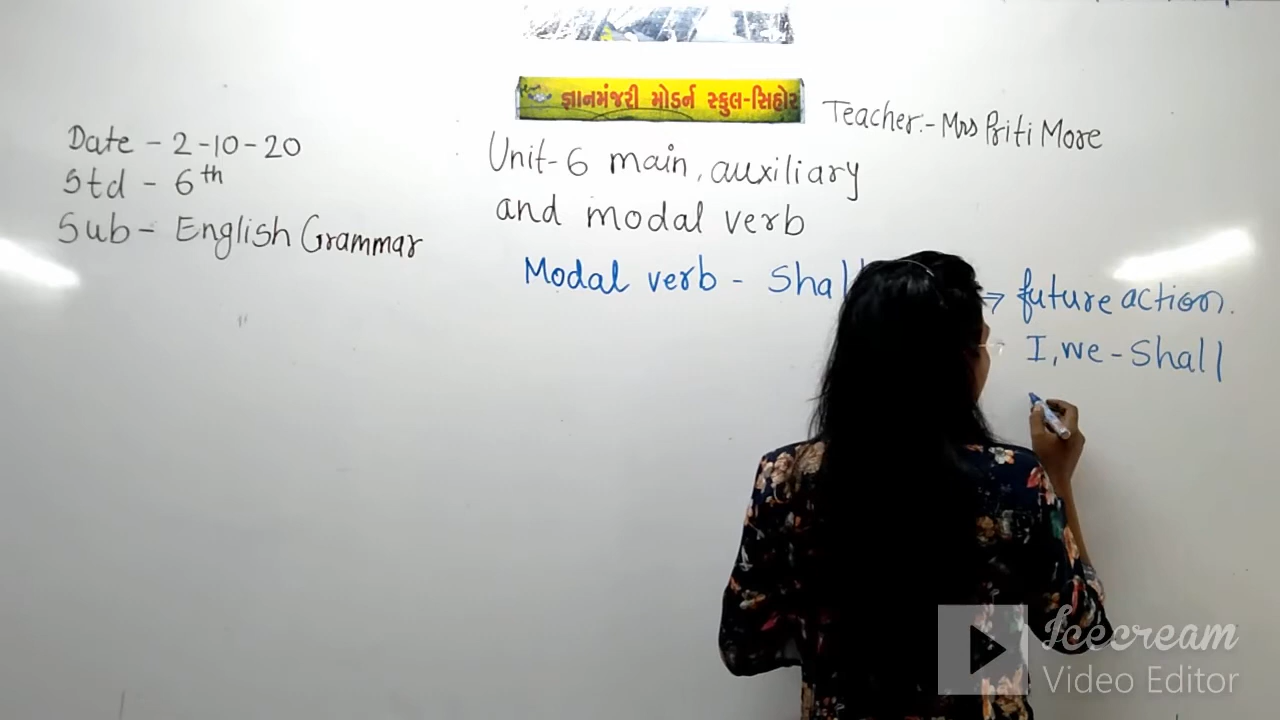 જ્ઞાનમંજરી મોડર્ન સ્કુલ-સિહોર
Teacher:- Mrs Priti More
Date - 2-10-20
Std - 6th
Sub - English Grammar
Unit-6 main, auxiliary
and modal verb
Modal verb - Shall
→ future action.
I, we - Shall
Icecream
Video Editor